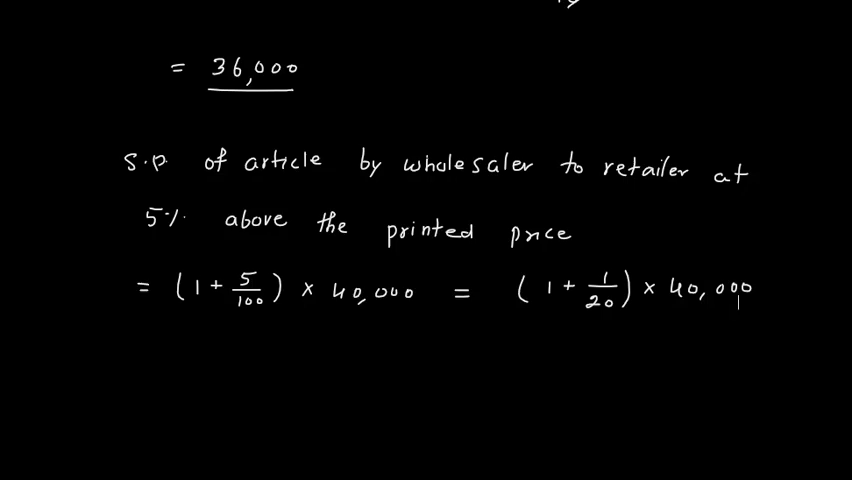 = 36,000
S.P. of article by wholesaler to retailer at
5% above the printed price
= (1 + 5/100) × 40,000 = (1 + 1/20) × 40,000